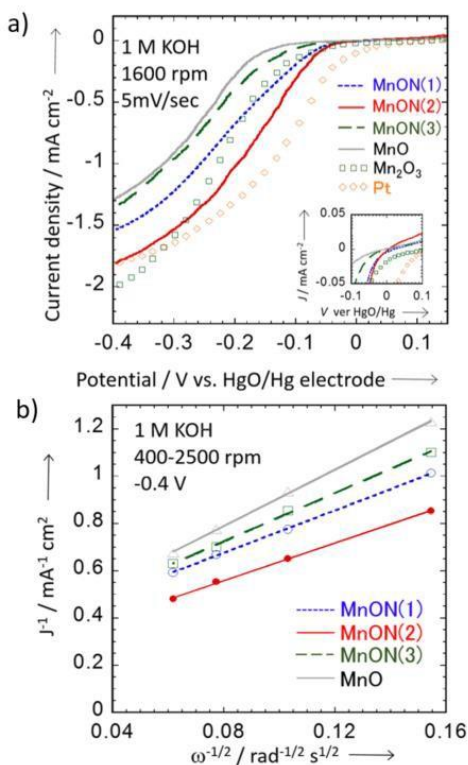 a)
1 M KOH
1600 rpm
-5mV/sec
MnON(1)
MnON(2)
MnON(3)
MnO
Mn₂O₃
Pt
Current density / mA cm⁻²
0
-0.5
-1
-1.5
-2
J / mA cm⁻²
0.05
0
-0.05
-0.1 0 0.1
V ver HgO/Hg
-0.4 -0.3 -0.2 -0.1 0 0.1
Potential / V vs. HgO/Hg electrode
b)
1 M KOH
400-2500 rpm
-0.4 V
J⁻¹ / mA⁻¹ cm²
1.2
1
0.8
0.6
0.4
0.2
0
MnON(1)
MnON(2)
MnON(3)
MnO
0.04 0.08 0.12 0.16
ω⁻¹/² / rad⁻¹/² s¹/²